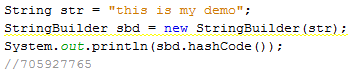 String str = "this is my demo";
StringBuilder sbd = new StringBuilder(str);
System.out.println(sbd.hashCode());
//705927765